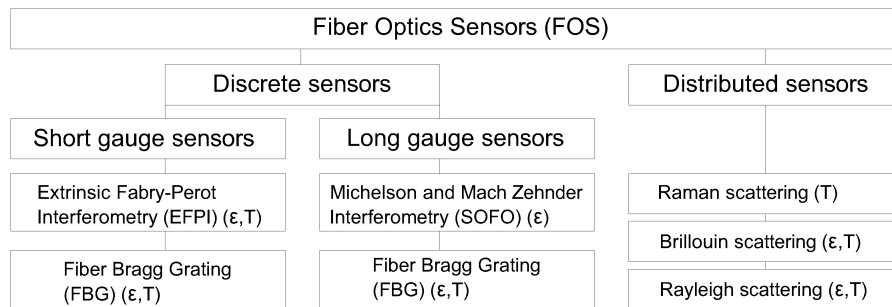 Fiber Optics Sensors (FOS)
Discrete sensors
Distributed sensors
Short gauge sensors
Long gauge sensors
Extrinsic Fabry-Perot
Interferometry (EFPI) (ε,T)
Michelson and Mach Zehnder
Interferometry (SOFO) (ε)
Raman scattering (T)
Brillouin scattering (ε,T)
Fiber Bragg Grating
(FBG) (ε,T)
Fiber Bragg Grating
(FBG) (ε,T)
Rayleigh scattering (ε,T)